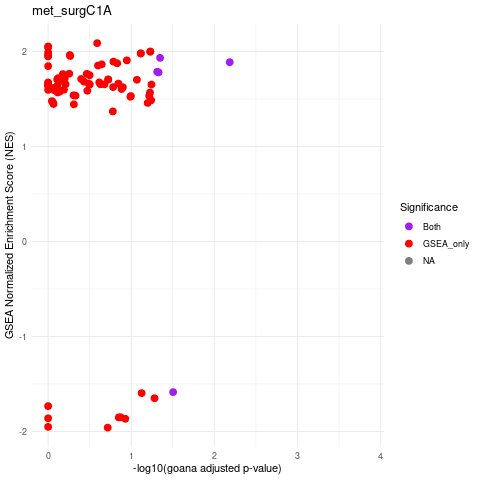 met_surgC1A
GSEA Normalized Enrichment Score (NES)
2
1
0
-1
-2
0
1
2
3
4
-log10(goana adjusted p-value)
Significance
Both
GSEA_only
NA